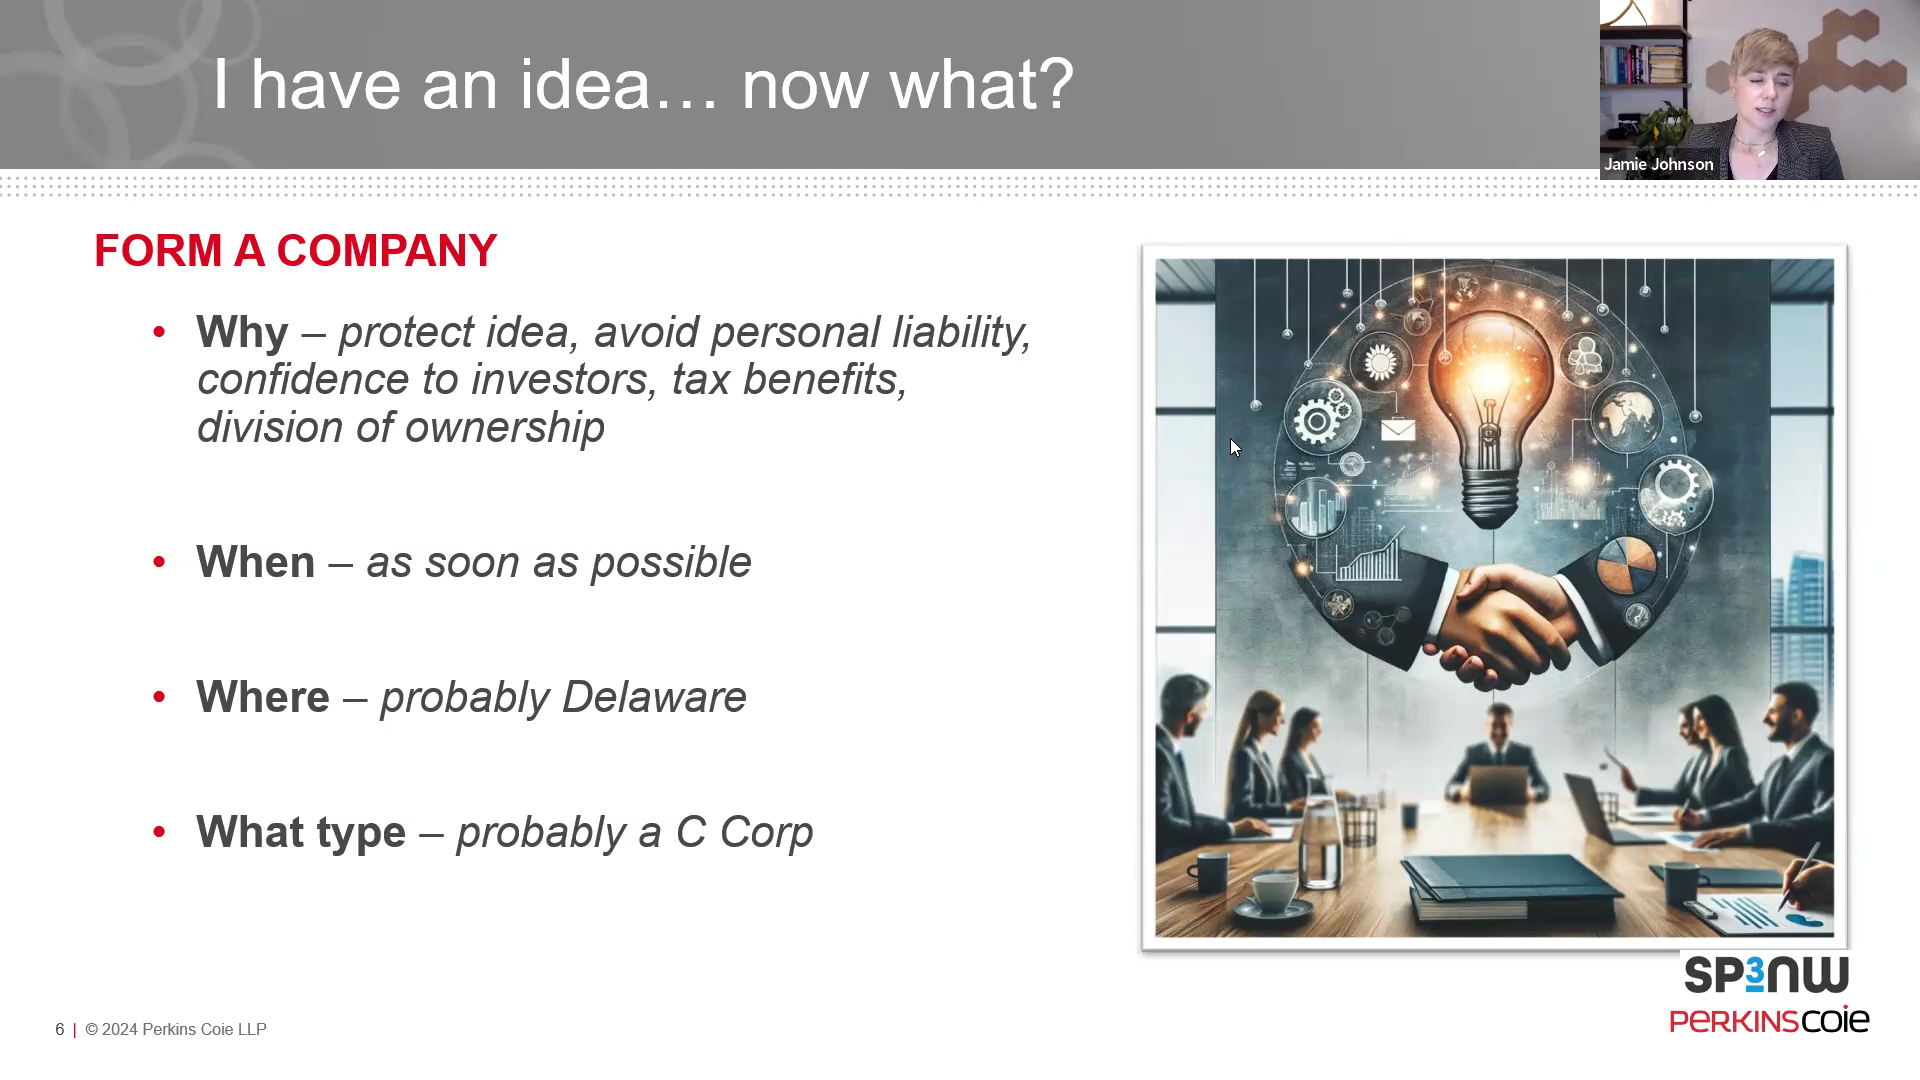 I have an idea… now what?
Jamie Johnson
FORM A COMPANY
• Why – protect idea, avoid personal liability,
confidence to investors, tax benefits,
division of ownership
• When – as soon as possible
• Where – probably Delaware
• What type – probably a C Corp
SP3NW
PERKINSCOIE
6 | © 2024 Perkins Coie LLP